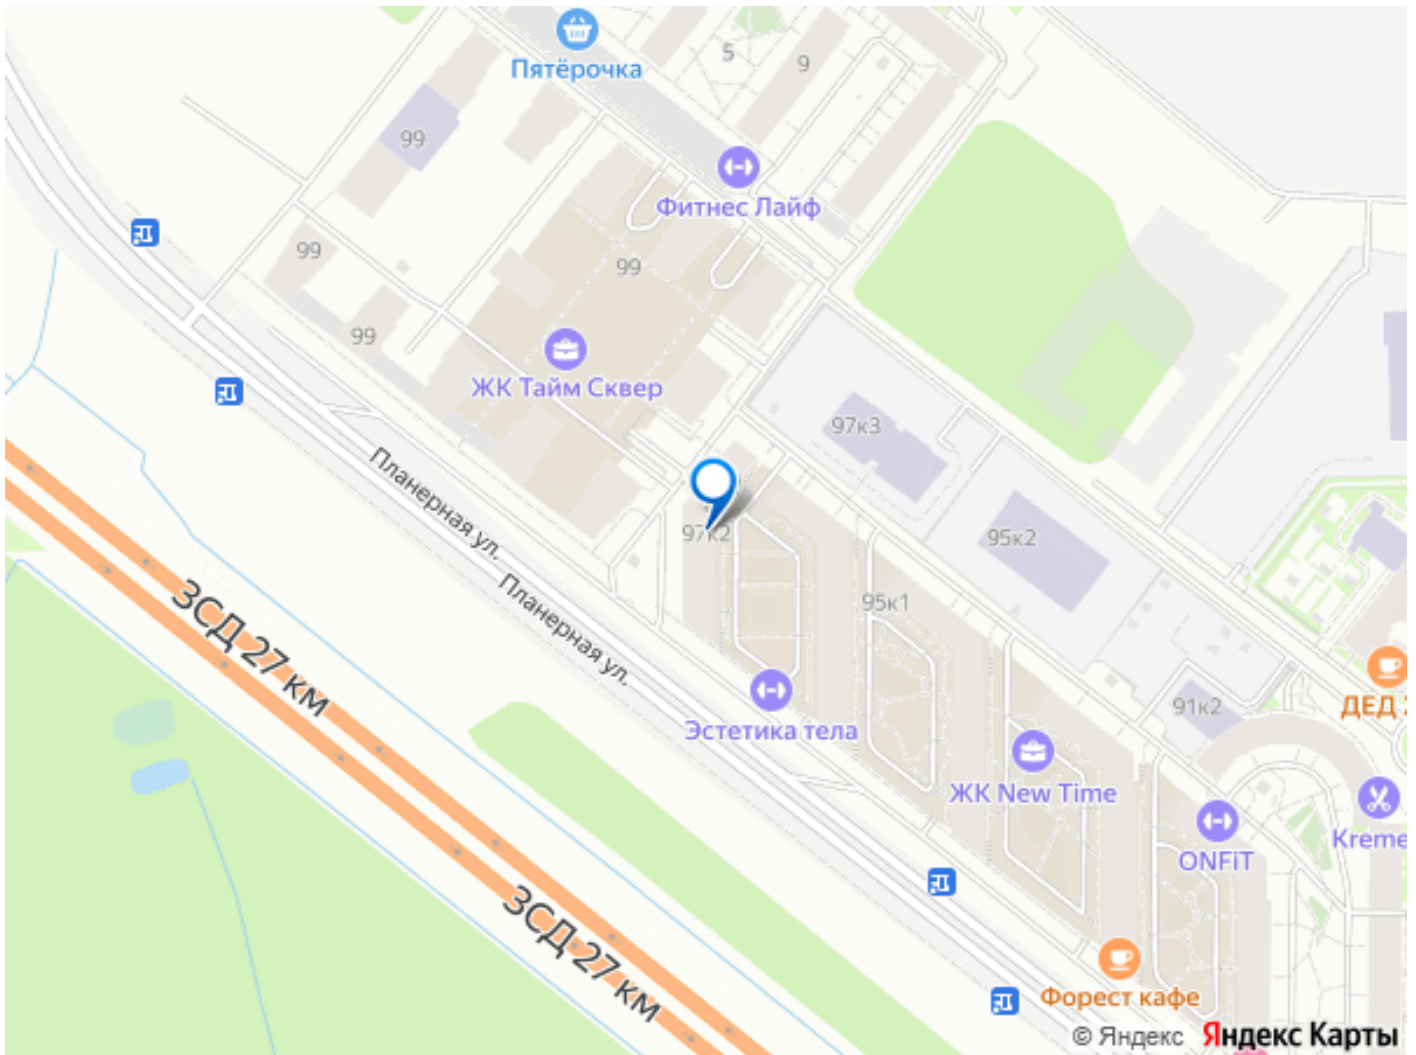 Пятёрочка
5
9
99
Фитнес Лайф
99
99
99
ЖК Тайм Сквер
97к3
Планерная ул.
97к2
95к2
Планерная ул.
ЗСД 27 км
95к1
Эстетика тела
91к2
ДЕД
ЖК New Time
ONFiT
Kreme
ЗСД 27 км
Форест кафе
© Яндекс Яндекс Карты